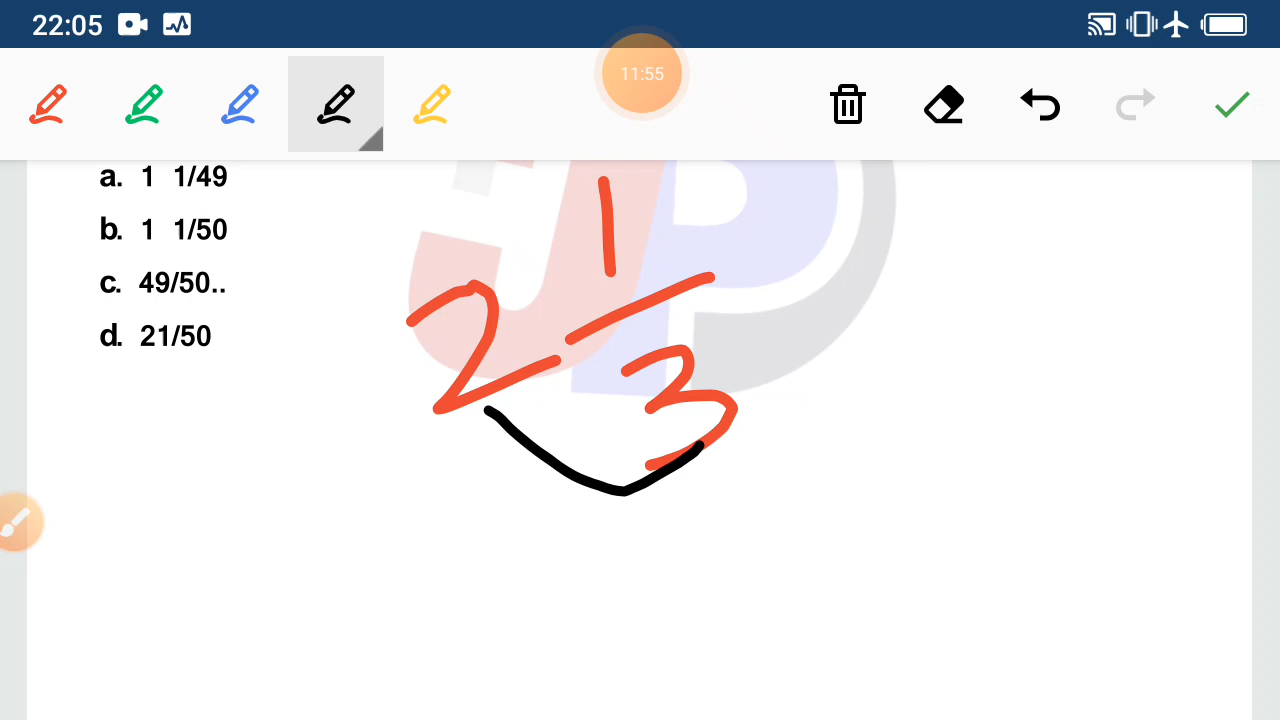 22:05
11:55
a. 1 1/49
b. 1 1/50
c. 49/50..
d. 21/50
2 1/3